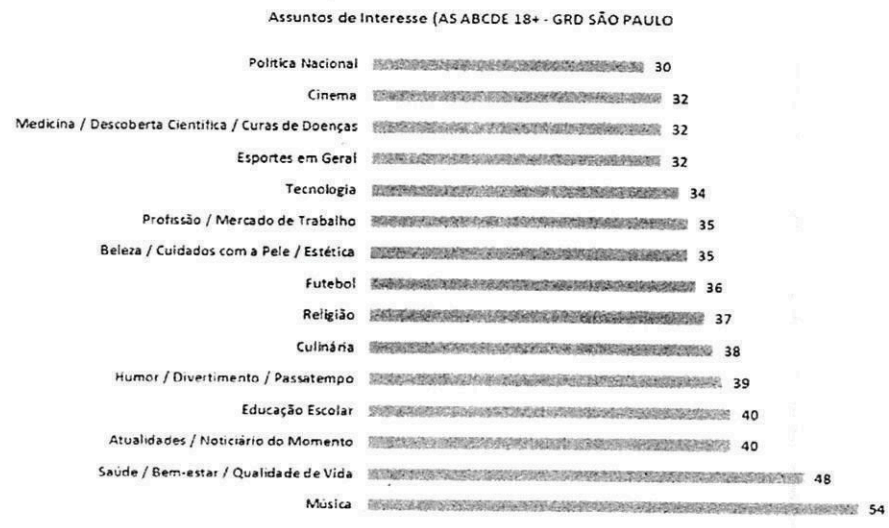 Assuntos de Interesse (AS ABCDE 18+ - GRD SÃO PAULO
Política Nacional 30
Cinema 32
Medicina / Descoberta Científica / Curas de Doenças 32
Esportes em Geral 32
Tecnologia 34
Profissão / Mercado de Trabalho 35
Beleza / Cuidados com a Pele / Estética 35
Futebol 36
Religião 37
Culinária 38
Humor / Divertimento / Passatempo 39
Educação Escolar 40
Atualidades / Noticiário do Momento 40
Saúde / Bem-estar / Qualidade de Vida 48
Música 54